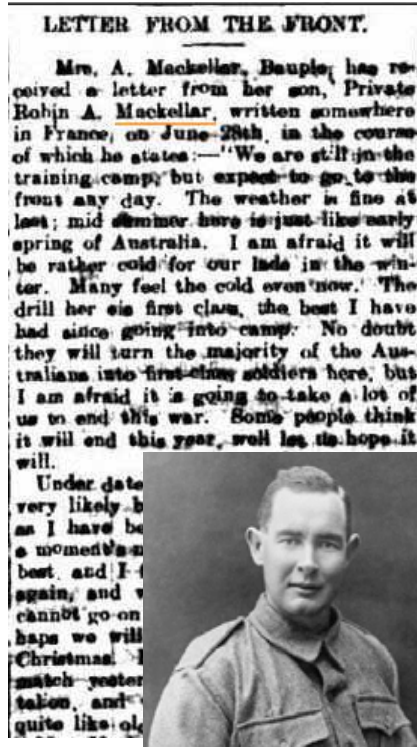 LETTER FROM THE FRONT.
Mrs. A. Mackellar, Bauple, has re-
ceived a letter from her son, Private
Robin A. Mackellar, written somewhere
in France, on June 28th, in the course
of which he states:—"We are still in the
training camp, but expect to go to the
front any day. The weather is fine at
last; mid summer here is just like early
spring of Australia. I am afraid it will
be rather cold for our lads in the win-
ter. Many feel the cold even now. The
drill her eis first class, the best I have
had since going into camp. No doubt
they will turn the majority of the Aus-
tralians into first-class soldiers here, but
I am afraid it is going to take a lot of
us to end this war. Some people think
it will end this year, well let us hope it
will.
Under date
very likely
as I have be
a moment's
best, and I
again, and
cannot go on
haps we will
Christmas.
match yester
taken, and
quite like old